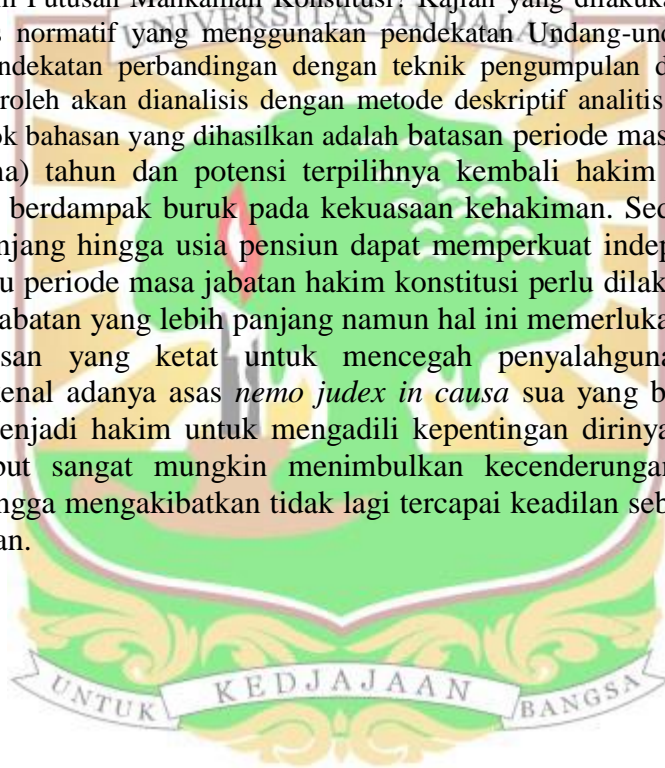 m Putusan Mahkamah Konstitusi? Kajian yang dilakuka
UNIVERSITAS ANDALAS
s normatif yang menggunakan pendekatan Undang-und
ndekatan perbandingan dengan teknik pengumpulan d
roleh akan dianalisis dengan metode deskriptif analitis
ok bahasan yang dihasilkan adalah batasan periode mas
na) tahun dan potensi terpilihnya kembali hakim
berdampak buruk pada kekuasaan kehakiman. Sed
njang hingga usia pensiun dapat memperkuat indep
u periode masa jabatan hakim konstitusi perlu dilak
abatan yang lebih panjang namun hal ini memerluka
san yang ketat untuk mencegah penyalahguna
enal adanya asas nemo judex in causa sua yang b
enjadi hakim untuk mengadili kepentingan dirinya
but sangat mungkin menimbulkan kecenderungan
ngga mengakibatkan tidak lagi tercapai keadilan seb
an.
UNTUK KEDJAJAAN BANGSA